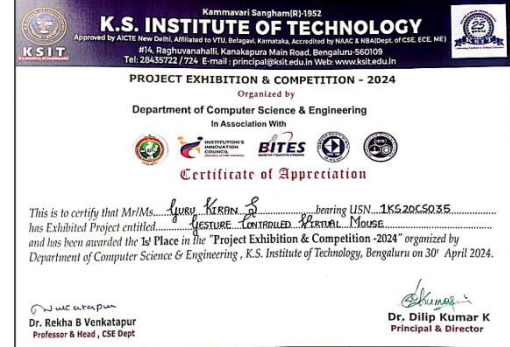 Kammavari Sangham(R)-1952
K.S. INSTITUTE OF TECHNOLOGY
Approved by AICTE New Delhi, Affiliated to VTU, Belagavi, Karnataka, Accredited by NAAC & NBA(Dept. of CSE, ECE, ME)
#14, Raghuvanahalli, Kanakapura Main Road, Bengaluru-560109
Tel: 28435722 / 724 E-mail : principal@ksit.edu.in Web: www.ksit.edu.in
KSIT
25
KSIT
PROJECT EXHIBITION & COMPETITION - 2024
Organized by
Department of Computer Science & Engineering
In Association With
INSTITUTION'S
INNOVATION
COUNCIL
BITES
Certificate of Appreciation
This is to certify that Mr/Ms. GURU KIRAN S bearing USN 1KS20CS035
has Exhibited Project entitled GESTURE CONTROLLED VIRTUAL MOUSE
and has been awarded the 1st Place in the "Project Exhibition & Competition -2024" organized by
Department of Computer Science & Engineering , K.S. Institute of Technology, Bengaluru on 30th April 2024.
Dr. Rekha B Venkatapur
Professor & Head , CSE Dept
Dr. Dilip Kumar K
Principal & Director